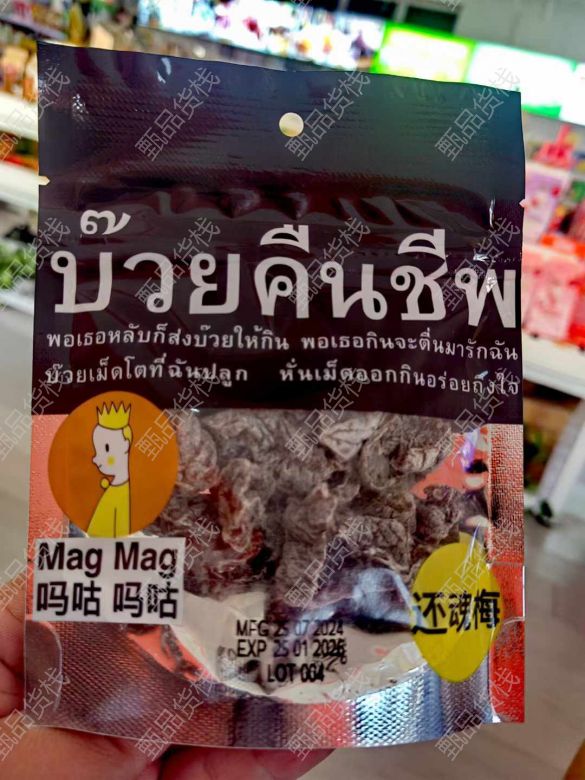 บ๊วยคืนชีพ
พอเธอหลับก็ส่งบ๊วยให้กิน พอเธอกินจะตื่นมารักฉัน
บ๊วยเม็ดโตที่ฉันปลูก หั่นเม็ดออกกินอร่อยถึงใจ
Mag Mag
吗咕 吗咕
还魂梅
MFG 25 07 2024
EXP 25 01 2026
LOT 004
甄品货栈